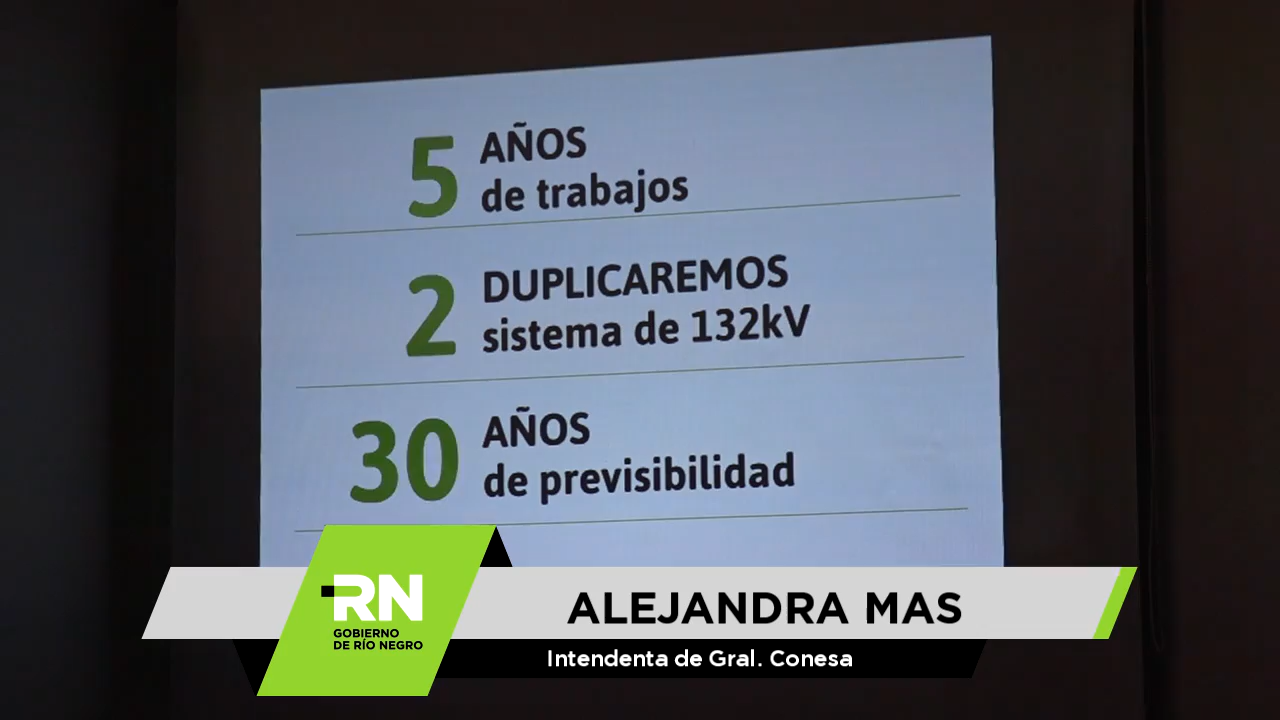 5 AÑOS
de trabajos
2 DUPLICAREMOS
sistema de 132kV
30 AÑOS
de previsibilidad
RN
GOBIERNO
DE RÍO NEGRO
ALEJANDRA MAS
Intendenta de Gral. Conesa